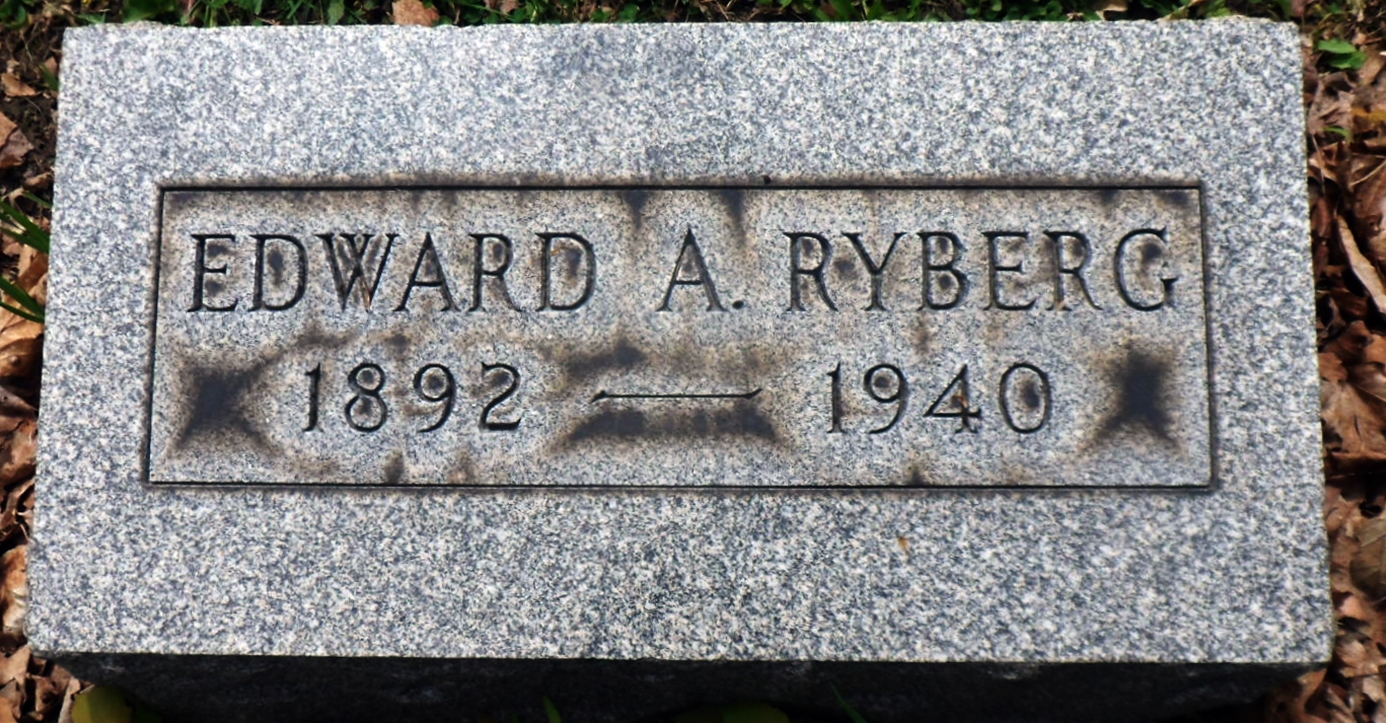 EDWARD A. RYBERG
1892 — 1940